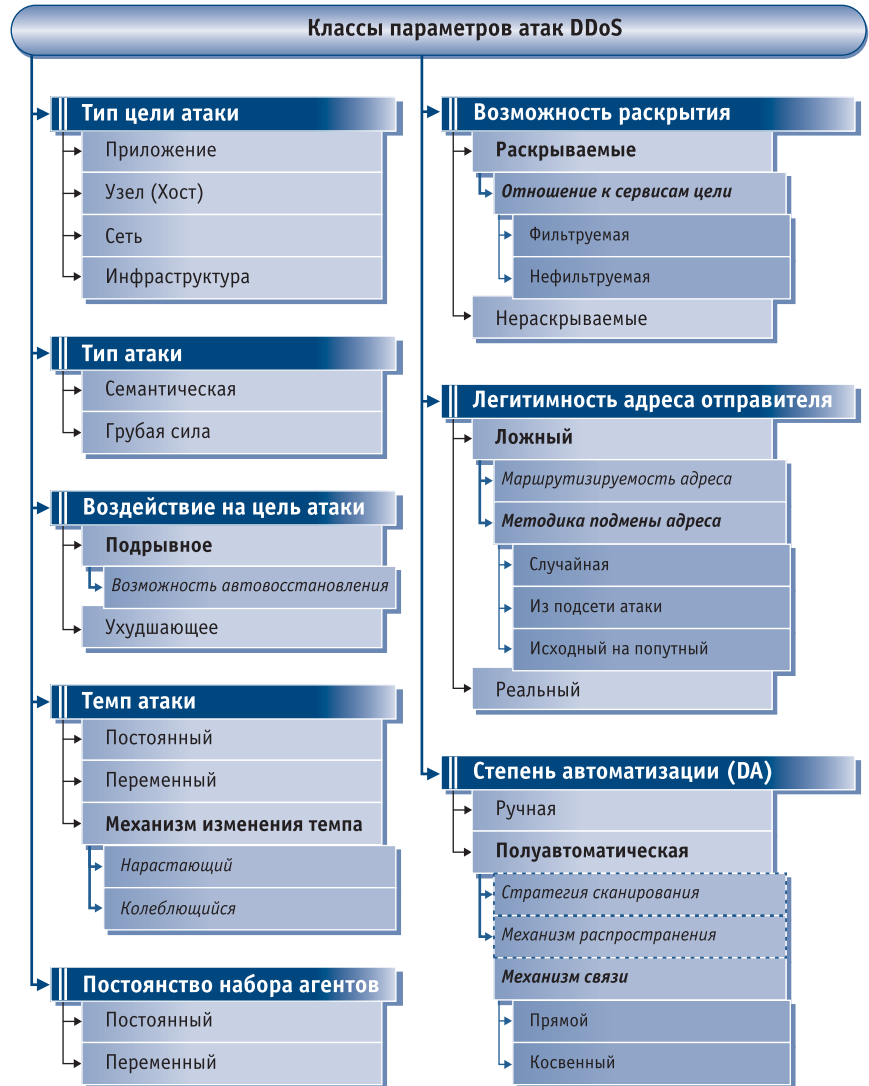 Классы параметров атак DDoS
Тип цели атаки
Приложение
Узел (Хост)
Сеть
Инфраструктура
Тип атаки
Семантическая
Грубая сила
Воздействие на цель атаки
Подрывное
Возможность автовосстановления
Ухудшающее
Темп атаки
Постоянный
Переменный
Механизм изменения темпа
Нарастающий
Колеблющийся
Постоянство набора агентов
Постоянный
Переменный
Возможность раскрытия
Раскрываемые
Отношение к сервисам цели
Фильтруемая
Нефильтруемая
Нераскрываемые
Легитимность адреса отправителя
Ложный
Маршрутизируемость адреса
Методика подмены адреса
Случайная
Из подсети атаки
Исходный на попутный
Реальный
Степень автоматизации (DA)
Ручная
Полуавтоматическая
Стратегия сканирования
Механизм распространения
Механизм связи
Прямой
Косвенный